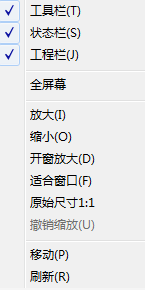 工具栏(T)
状态栏(S)
工程栏(J)
全屏幕
放大(I)
缩小(O)
开窗放大(D)
适合窗口(F)
原始尺寸1:1
撤销缩放(U)
移动(P)
刷新(R)